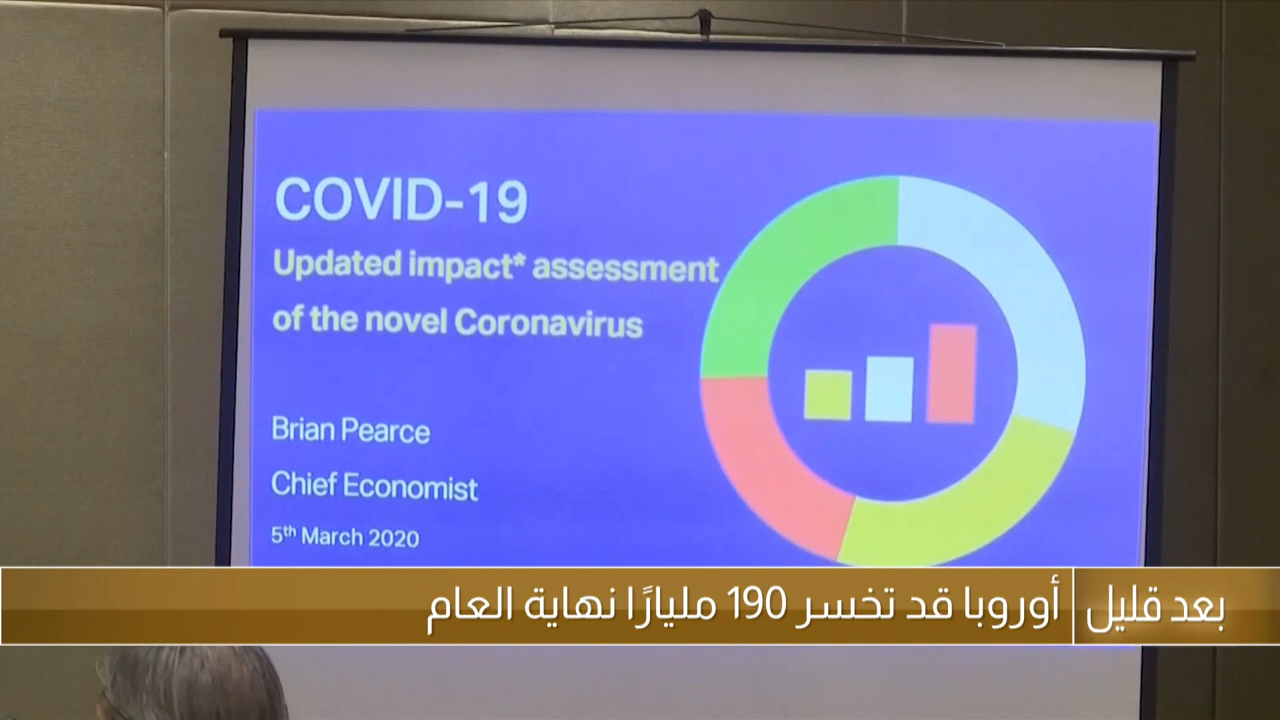 COVID-19
Updated impact* assessment
of the novel Coronavirus
Brian Pearce
Chief Economist
5th March 2020
بعد قليل
أوروبا قد تخسر 190 مليارًا نهاية العام